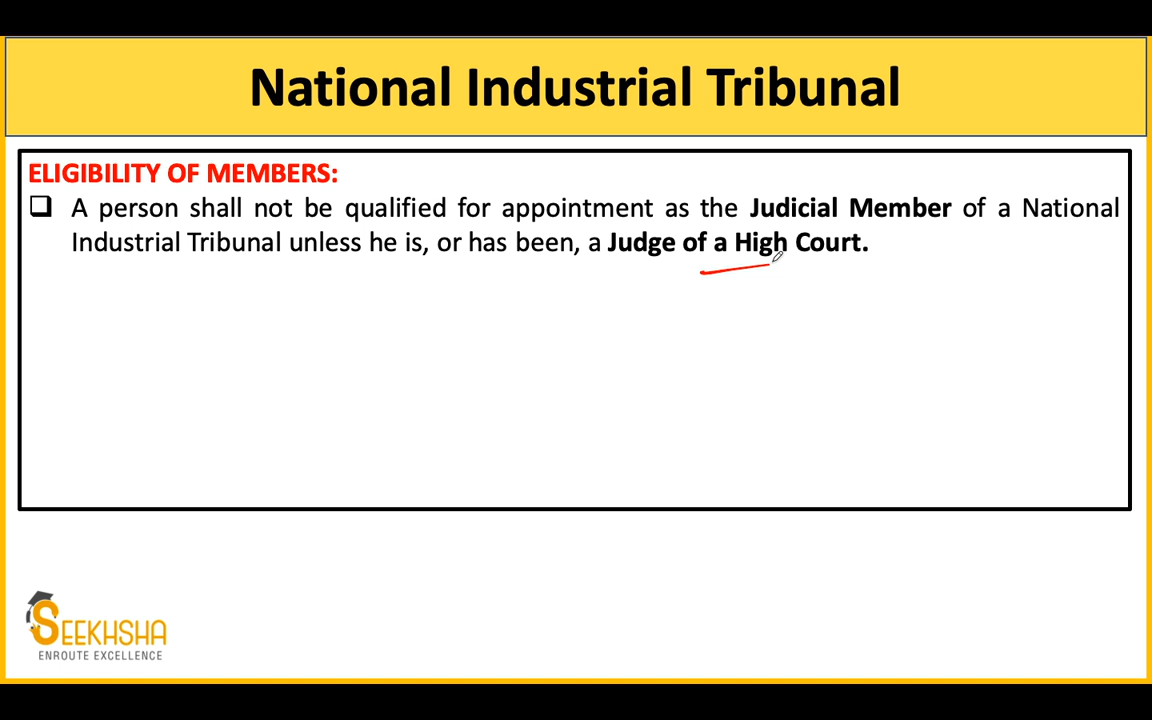 National Industrial Tribunal
ELIGIBILITY OF MEMBERS:
❑ A person shall not be qualified for appointment as the Judicial Member of a National
Industrial Tribunal unless he is, or has been, a Judge of a High Court.
SEEKHSHA
ENROUTE EXCELLENCE